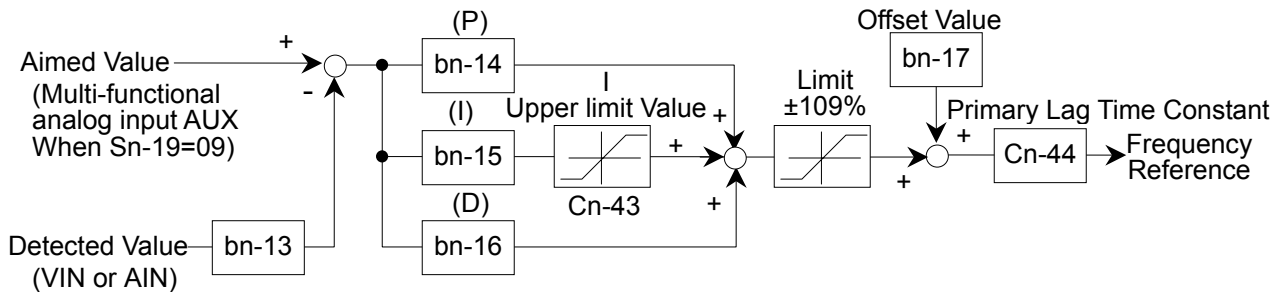 Aimed Value
(Multi-functional
analog input AUX
When Sn-19=09)
+
-
Detected Value
(VIN or AIN)
bn-13
(P)
bn-14
(I)
bn-15
(D)
bn-16
I
Upper limit Value
Cn-43
+
+
+
Limit
±109%
+
Offset Value
bn-17
+
Primary Lag Time Constant
Cn-44
Frequency
Reference